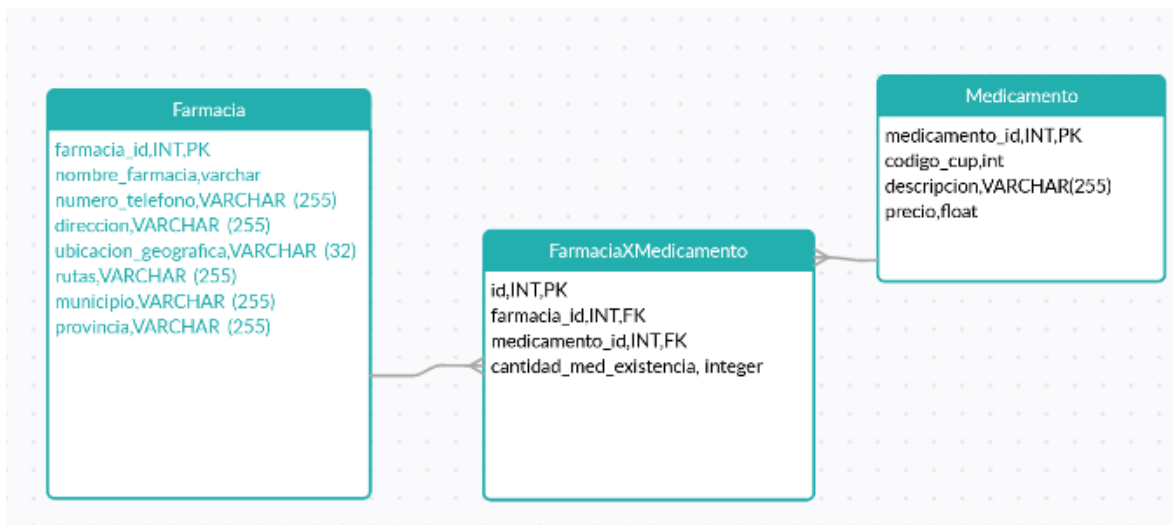 Farmacia
farmacia_id,INT,PK
nombre_farmacia,varchar
numero_telefono,VARCHAR (255)
direccion,VARCHAR (255)
ubicacion_geografica,VARCHAR (32)
rutas,VARCHAR (255)
municipio,VARCHAR (255)
provincia,VARCHAR (255)
FarmaciaXMedicamento
id,INT,PK
farmacia_id,INT,FK
medicamento_id,INT,FK
cantidad_med_existencia, integer
Medicamento
medicamento_id,INT,PK
codigo_cup,int
descripcion,VARCHAR(255)
precio,float